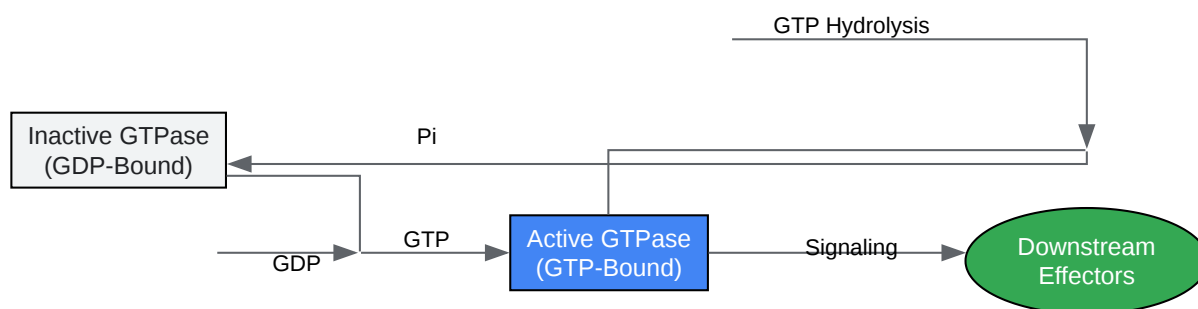 GTP Hydrolysis
Inactive GTPase
(GDP-Bound)
Pi
GDP
GTP
Active GTPase
(GTP-Bound)
Signaling
Downstream
Effectors